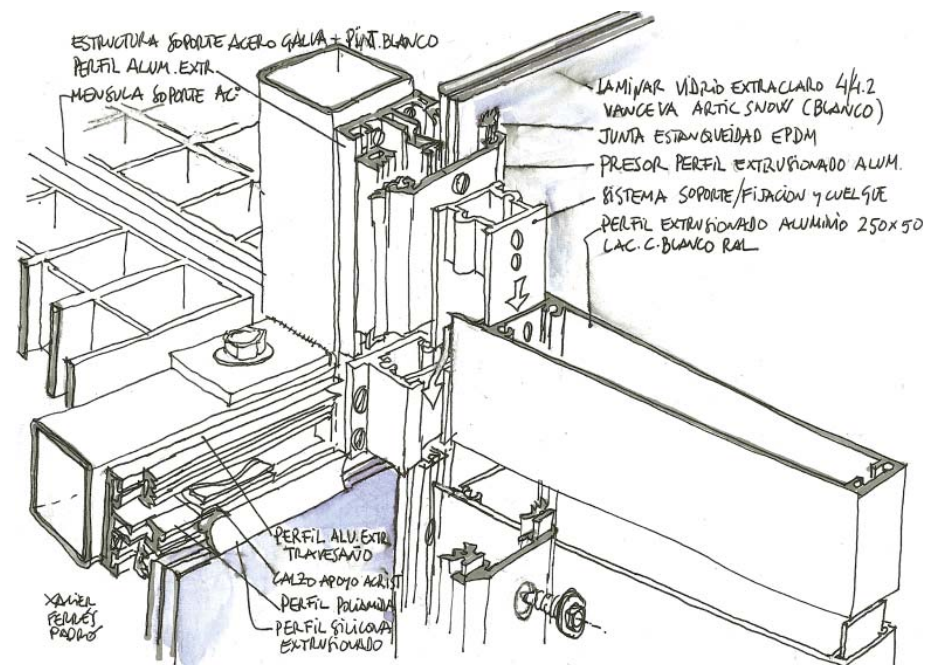 ESTRUCTURA SOPORTE ACERO GALVA + PINT. BLANCO
PERFIL ALUM. EXTR.
MENSULA SOPORTE AC.
LAMINAR VIDRIO EXTRACLARO 4/4.2
VANCEVA ARTIC SNOW (BLANCO)
JUNTA ESTANQUEIDAD EPDM
PRESOR PERFIL EXTRUSIONADO ALUM.
SISTEMA SOPORTE/FIJACION Y CUELGUE
PERFIL EXTRUSIONADO ALUMINIO 250x50
LAC. C. BLANCO RAL
PERFIL ALU. EXTR.
TRAVESAÑO
CALZO APOYO ACRIST
PERFIL POLIAMIDA
PERFIL SILICONA
EXTRUSIONADO
XAVIER
FERRÉS
PADRÓ